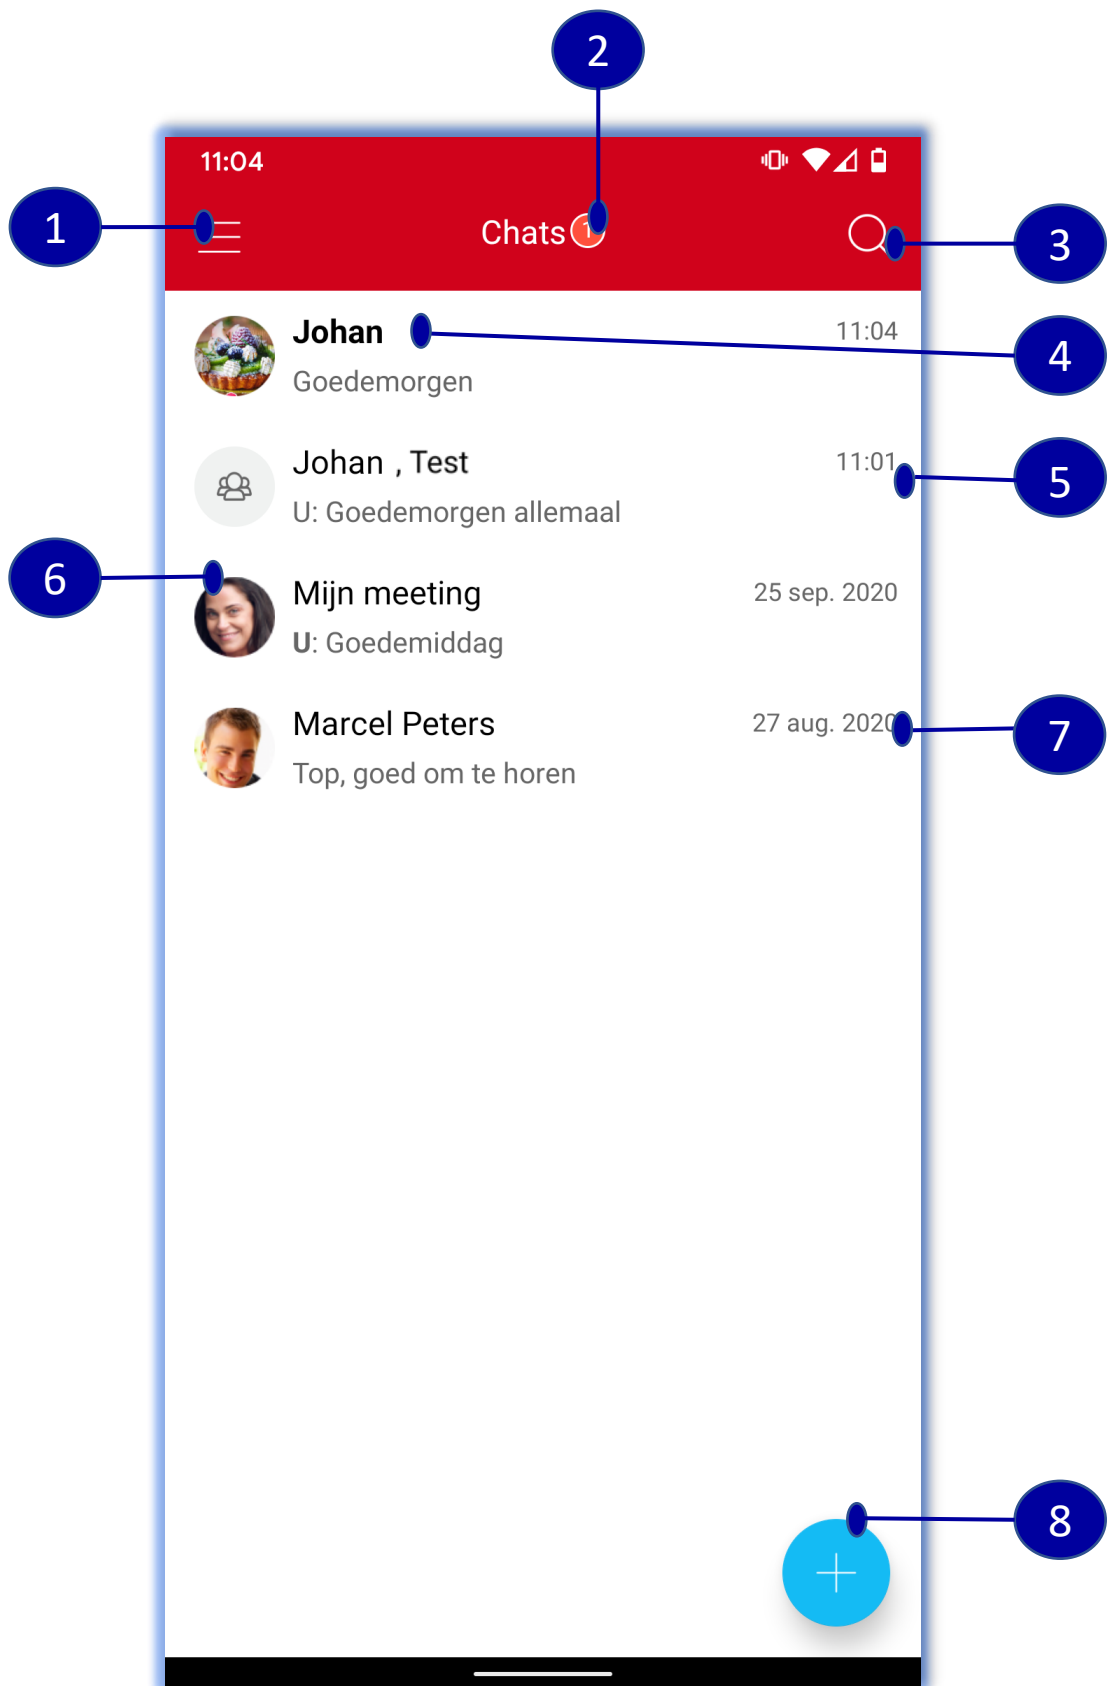 2
11:04
1
Chats 1
3
Johan
11:04
4
Goedemorgen
Johan , Test
11:01
5
U: Goedemorgen allemaal
6
Mijn meeting
25 sep. 2020
U: Goedemiddag
Marcel Peters
27 aug. 2020
7
Top, goed om te horen
8